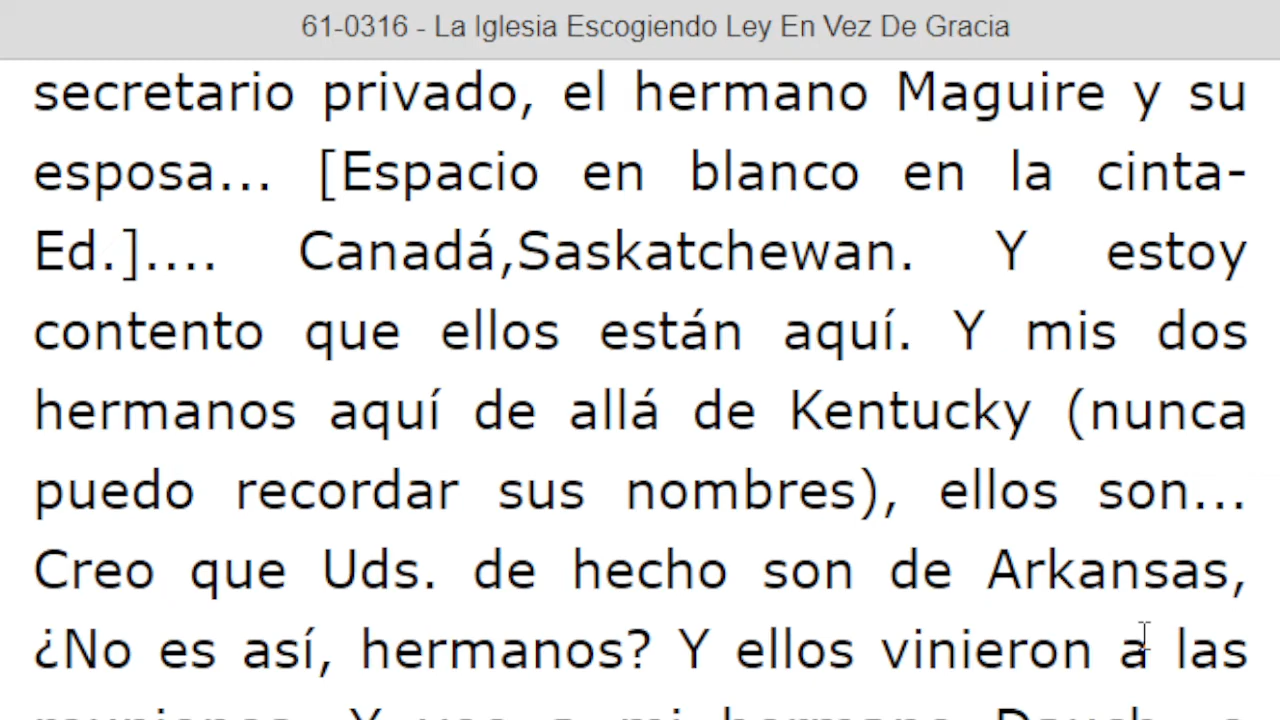 61-0316 - La Iglesia Escogiendo Ley En Vez De Gracia
secretario privado, el hermano Maguire y su
esposa... [Espacio en blanco en la cinta-
Ed.].... Canadá,Saskatchewan. Y estoy
contento que ellos están aquí. Y mis dos
hermanos aquí de allá de Kentucky (nunca
puedo recordar sus nombres), ellos son...
Creo que Uds. de hecho son de Arkansas,
¿No es así, hermanos? Y ellos vinieron a las